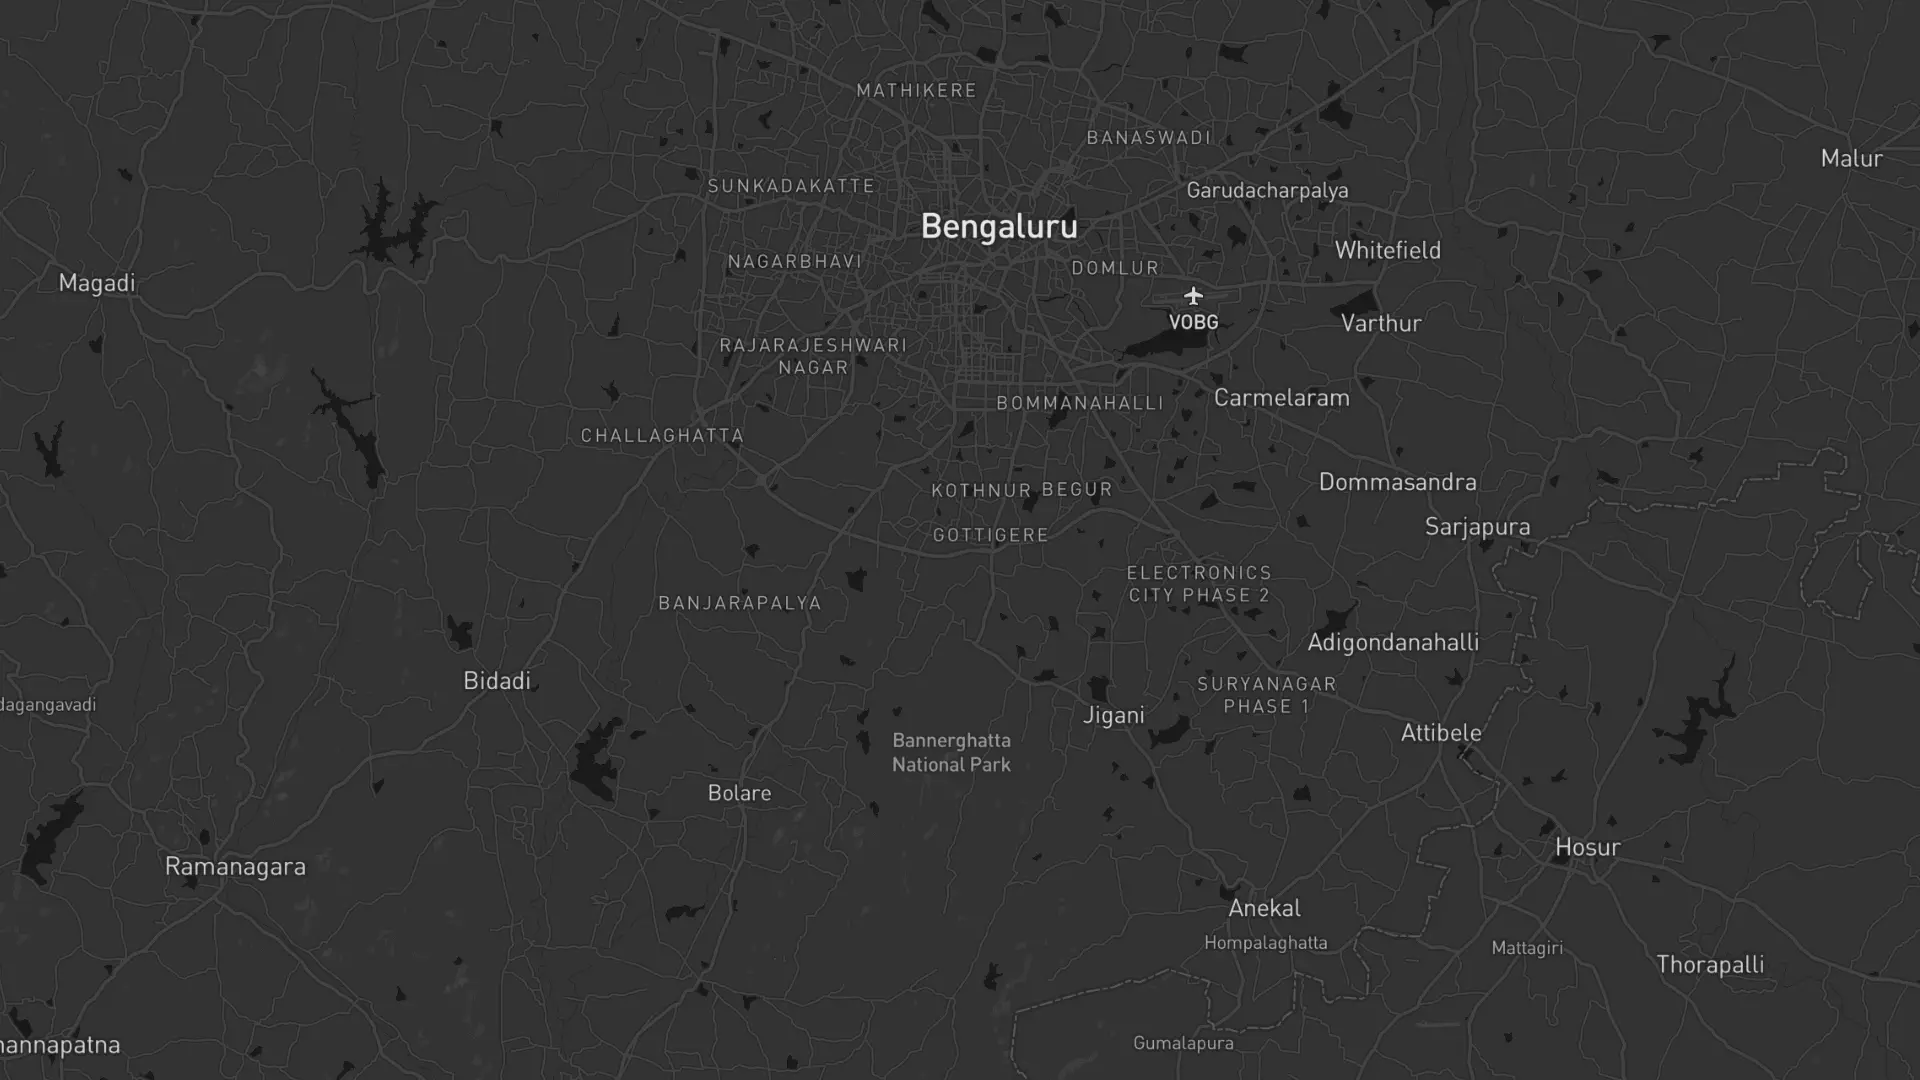 MATHIKERE
BANASWADI
Malur
SUNKADAKATTE
Garudacharpalya
Bengaluru
Whitefield
NAGARBHAVI
DOMLUR
Magadi
VOBG
Varthur
RAJARAJESHWARI
NAGAR
Carmelaram
BOMMANAHALLI
CHALLAGHATTA
Dommasandra
KOTHNUR
BEGUR
Sarjapura
GOTTIGERE
ELECTRONICS
CITY PHASE 2
BANJARAPALYA
Adigondanahalli
Bidadi
SURYANAGAR
PHASE 1
dagangavadi
Jigani
Attibele
Bannerghatta
National Park
Bolare
Hosur
Ramanagara
Anekal
Hompalaghatta
Mattagiri
Thorapalli
Gumalapura
nannapatna